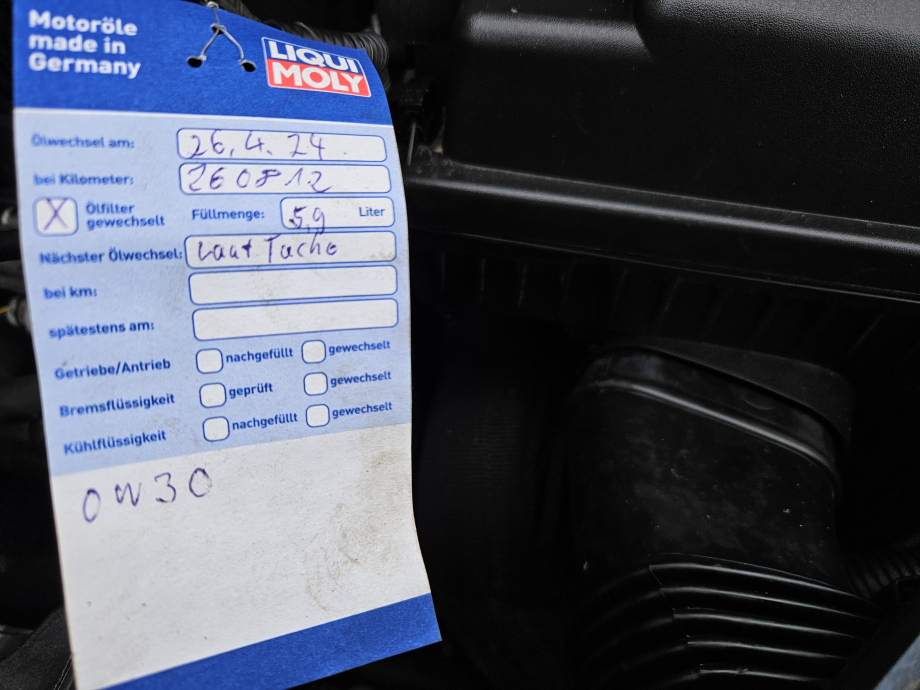 Motoröle
made in
Germany
LIQUI
MOLY
Ölwechsel am: 26.4.24.
bei Kilometer: 260812
X Ölfilter gewechselt Füllmenge: 5,9 Liter
Nächster Ölwechsel: Laut Tacho
bei km:
spätestens am:
Getriebe/Antrieb nachgefüllt gewechselt
Bremsflüssigkeit geprüft gewechselt
Kühlflüssigkeit nachgefüllt gewechselt
0W30